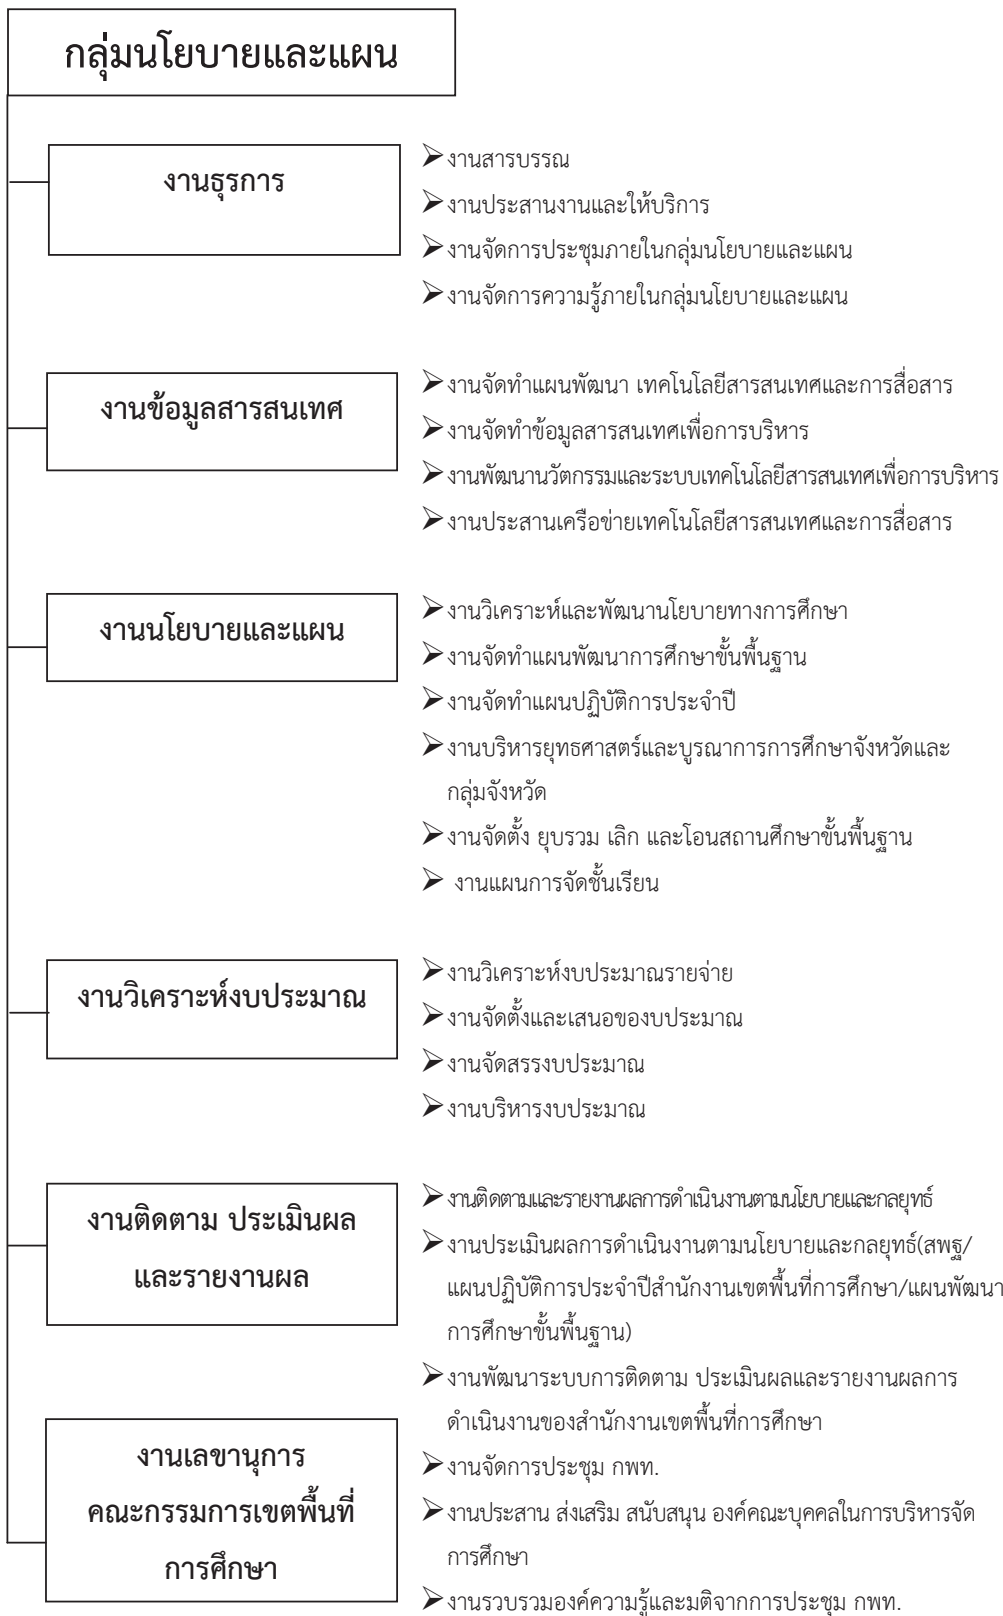 กลุ่มนโยบายและแผน
งานธุรการ
งานสารบรรณ
งานประสานงานและให้บริการ
งานจัดการประชุมภายในกลุ่มนโยบายและแผน
งานจัดการความรู้ภายในกลุ่มนโยบายและแผน
งานข้อมูลสารสนเทศ
งานจัดทำแผนพัฒนา เทคโนโลยีสารสนเทศและการสื่อสาร
งานจัดทำข้อมูลสารสนเทศเพื่อการบริหาร
งานพัฒนานวัตกรรมและระบบเทคโนโลยีสารสนเทศเพื่อการบริหาร
งานประสานเครือข่ายเทคโนโลยีสารสนเทศและการสื่อสาร
งานนโยบายและแผน
งานวิเคราะห์และพัฒนานโยบายทางการศึกษา
งานจัดทำแผนพัฒนาการศึกษาขั้นพื้นฐาน
งานจัดทำแผนปฏิบัติการประจำปี
งานบริหารยุทธศาสตร์และบูรณาการการศึกษาจังหวัดและ
กลุ่มจังหวัด
งานจัดตั้ง ยุบรวม เลิก และโอนสถานศึกษาขั้นพื้นฐาน
งานแผนการจัดชั้นเรียน
งานวิเคราะห์งบประมาณ
งานวิเคราะห์งบประมาณรายจ่าย
งานจัดตั้งและเสนอของบประมาณ
งานจัดสรรงบประมาณ
งานบริหารงบประมาณ
งานติดตาม ประเมินผล
และรายงานผล
งานติดตามและรายงานผลการดำเนินงานตามนโยบายและกลยุทธ์
งานประเมินผลการดำเนินงานตามนโยบายและกลยุทธ์(สพฐ/
แผนปฏิบัติการประจำปีสำนักงานเขตพื้นที่การศึกษา/แผนพัฒนา
การศึกษาขั้นพื้นฐาน)
งานพัฒนาระบบการติดตาม ประเมินผลและรายงานผลการ
ดำเนินงานของสำนักงานเขตพื้นที่การศึกษา
งานเลขานุการ
คณะกรรมการเขตพื้นที่
การศึกษา
งานจัดการประชุม กพท.
งานประสาน ส่งเสริม สนับสนุน องค์คณะบุคคลในการบริหารจัด
การศึกษา
งานรวบรวมองค์ความรู้และมติจากการประชุม กพท.